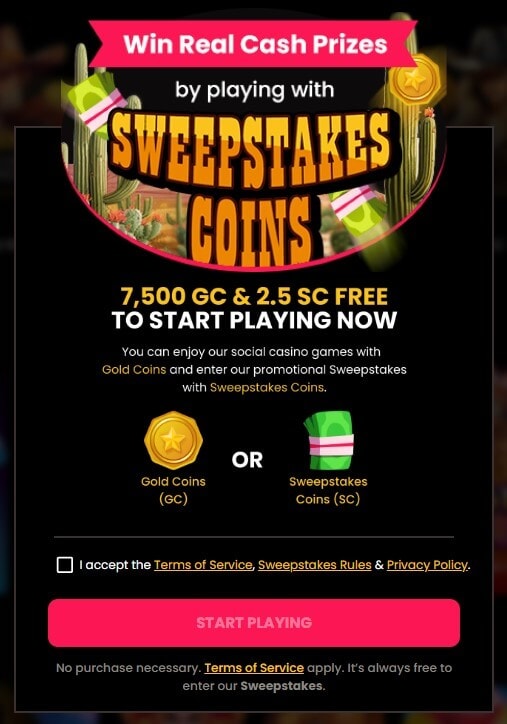 Win Real Cash Prizes
by playing with
SWEEPSTAKES
COINS
7,500 GC & 2.5 SC FREE
TO START PLAYING NOW
You can enjoy our social casino games with
Gold Coins and enter our promotional Sweepstakes
with Sweepstakes Coins.
OR
Gold Coins
(GC)
Sweepstakes
Coins (SC)
I accept the Terms of Service, Sweepstakes Rules & Privacy Policy.
START PLAYING
No purchase necessary. Terms of Service apply. It's always free to
enter our Sweepstakes.